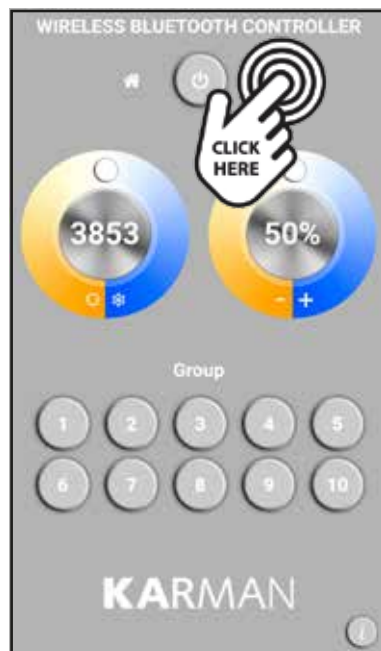 WIRELESS BLUETOOTH CONTROLLER
CLICK
HERE
3853 50%
- +
Group
1 2 3 4 5
6 7 8 9 10
KARMAN
i